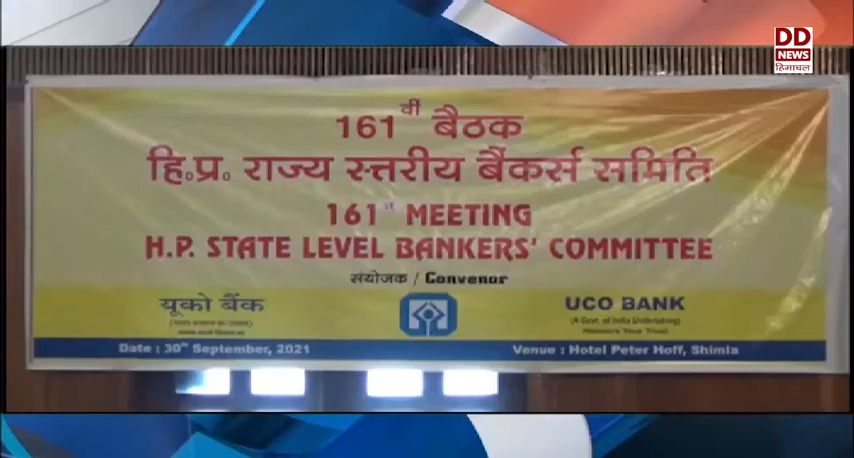 DD
NEWS
हिमाचल
161वीं बैठक
हि.प्र. राज्य स्तरीय बैंकर्स समिति
161st MEETING
H.P. STATE LEVEL BANKERS' COMMITTEE
संयोजक / Convenor
यूको बैंक
UCO BANK
(A Govt. of India Undertaking)
Honours Your Trust
Date : 30th September, 2021
Venue : Hotel Peter Hoff, Shimla